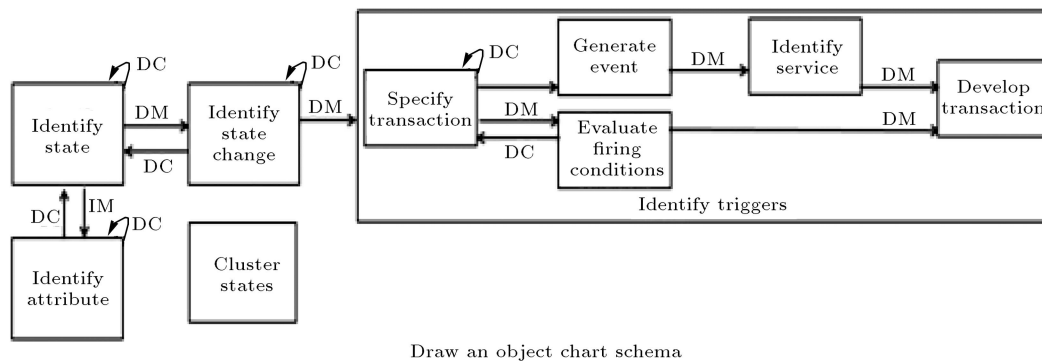 DC
Identify
state
DM
DC
DC
Identify
state
change
DM
DC
IM
DC
Identify
attribute
Cluster
states
DC
Specify
transaction
Generate
event
DM
Identify
service
DM
Develop
transaction
DM
DC
Evaluate
firing
conditions
DM
Identify triggers
Draw an object chart schema